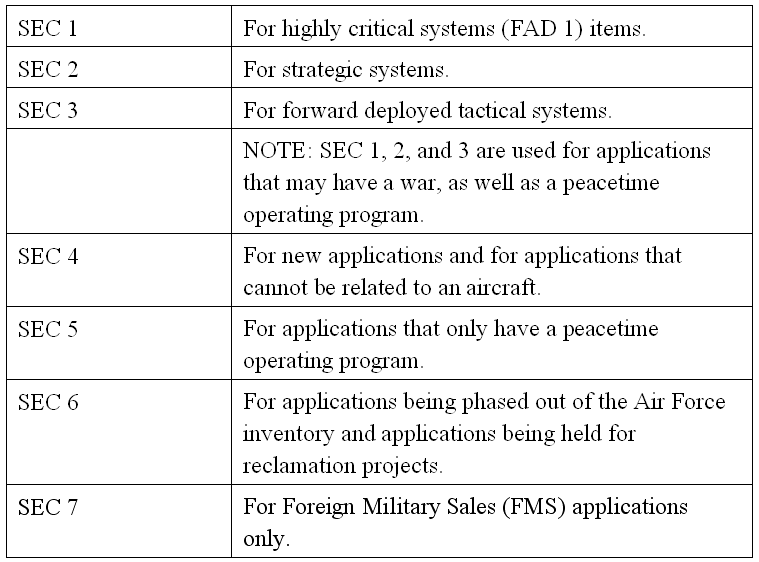 SEC 1 For highly critical systems (FAD 1) items.
SEC 2 For strategic systems.
SEC 3 For forward deployed tactical systems.
NOTE: SEC 1, 2, and 3 are used for applications
that may have a war, as well as a peacetime
operating program.
SEC 4 For new applications and for applications that
cannot be related to an aircraft.
SEC 5 For applications that only have a peacetime
operating program.
SEC 6 For applications being phased out of the Air Force
inventory and applications being held for
reclamation projects.
SEC 7 For Foreign Military Sales (FMS) applications
only.